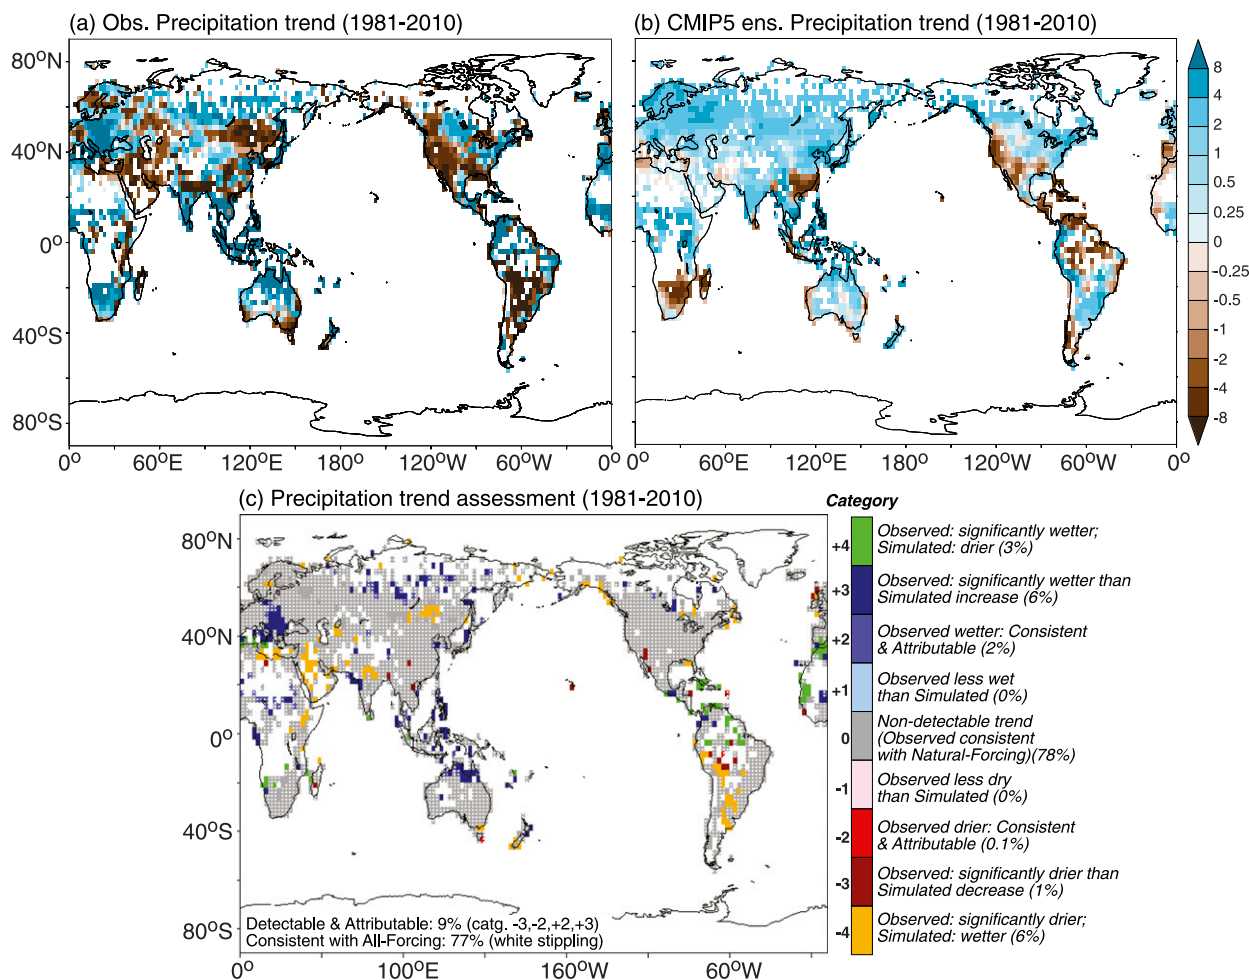 (a) Obs. Precipitation trend (1981-2010)
(b) CMIP5 ens. Precipitation trend (1981-2010)
80°N
40°N
0°
40°S
80°S
0°
60°E
120°E
180°
120°W
60°W
0°
0°
60°E
120°E
180°
120°W
60°W
0°
8
4
2
1
0.5
0.25
0
-0.25
-0.5
-1
-2
-4
-8
(c) Precipitation trend assessment (1981-2010)
80°N
40°N
0°
40°S
80°S
0°
100°E
160°W
60°W
Detectable & Attributable: 9% (catg. -3,-2,+2,+3)
Consistent with All-Forcing: 77% (white stippling)
Category
+4
Observed: significantly wetter;
Simulated: drier (3%)
+3
Observed: significantly wetter than
Simulated increase (6%)
+2
Observed wetter: Consistent
& Attributable (2%)
+1
Observed less wet
than Simulated (0%)
0
Non-detectable trend
(Observed consistent
with Natural-Forcing)(78%)
-1
Observed less dry
than Simulated (0%)
-2
Observed drier: Consistent
& Attributable (0.1%)
-3
Observed: significantly drier than
Simulated decrease (1%)
-4
Observed: significantly drier;
Simulated: wetter (6%)